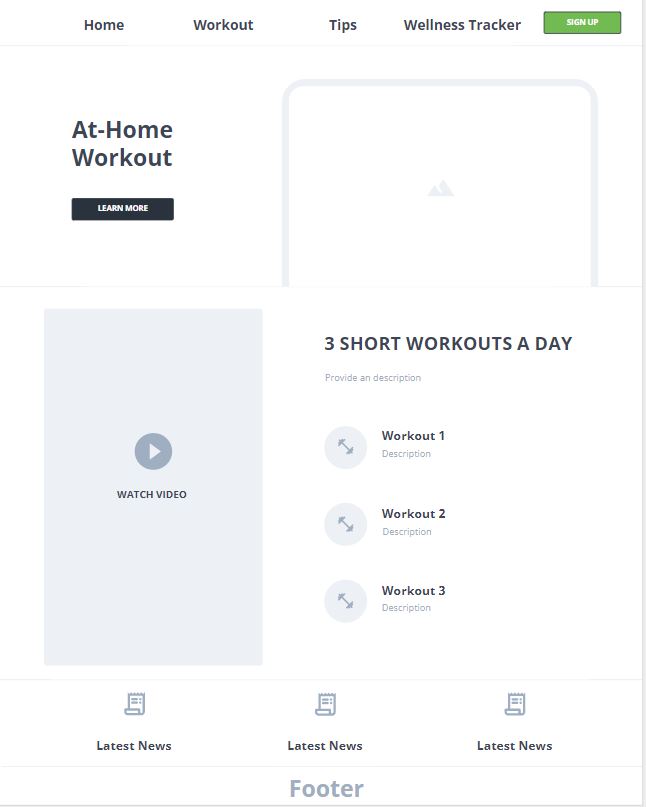 Home Workout Tips Wellness Tracker SIGN UP
At-Home
Workout
LEARN MORE
WATCH VIDEO
3 SHORT WORKOUTS A DAY
Provide an description
Workout 1
Description
Workout 2
Description
Workout 3
Description
Latest News Latest News Latest News
Footer